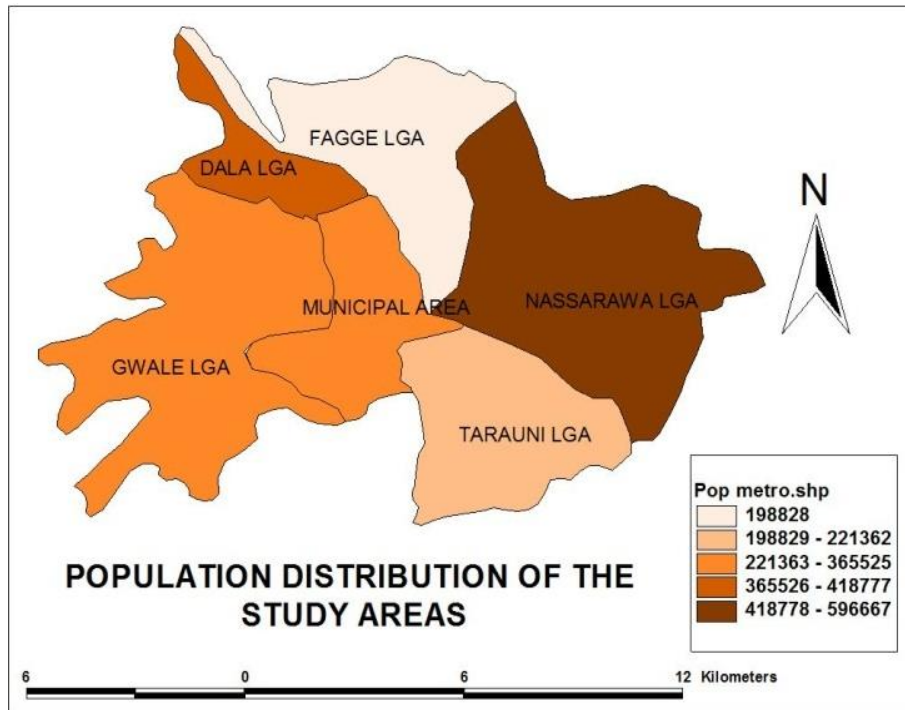 FAGGE LGA
DALA LGA
N
MUNICIPAL AREA
NASSARAWA LGA
GWALE LGA
TARAUNI LGA
Pop metro.shp
198828
198829 - 221362
221363 - 365525
365526 - 418777
418778 - 596667
POPULATION DISTRIBUTION OF THE
STUDY AREAS
6 0 6 12 Kilometers